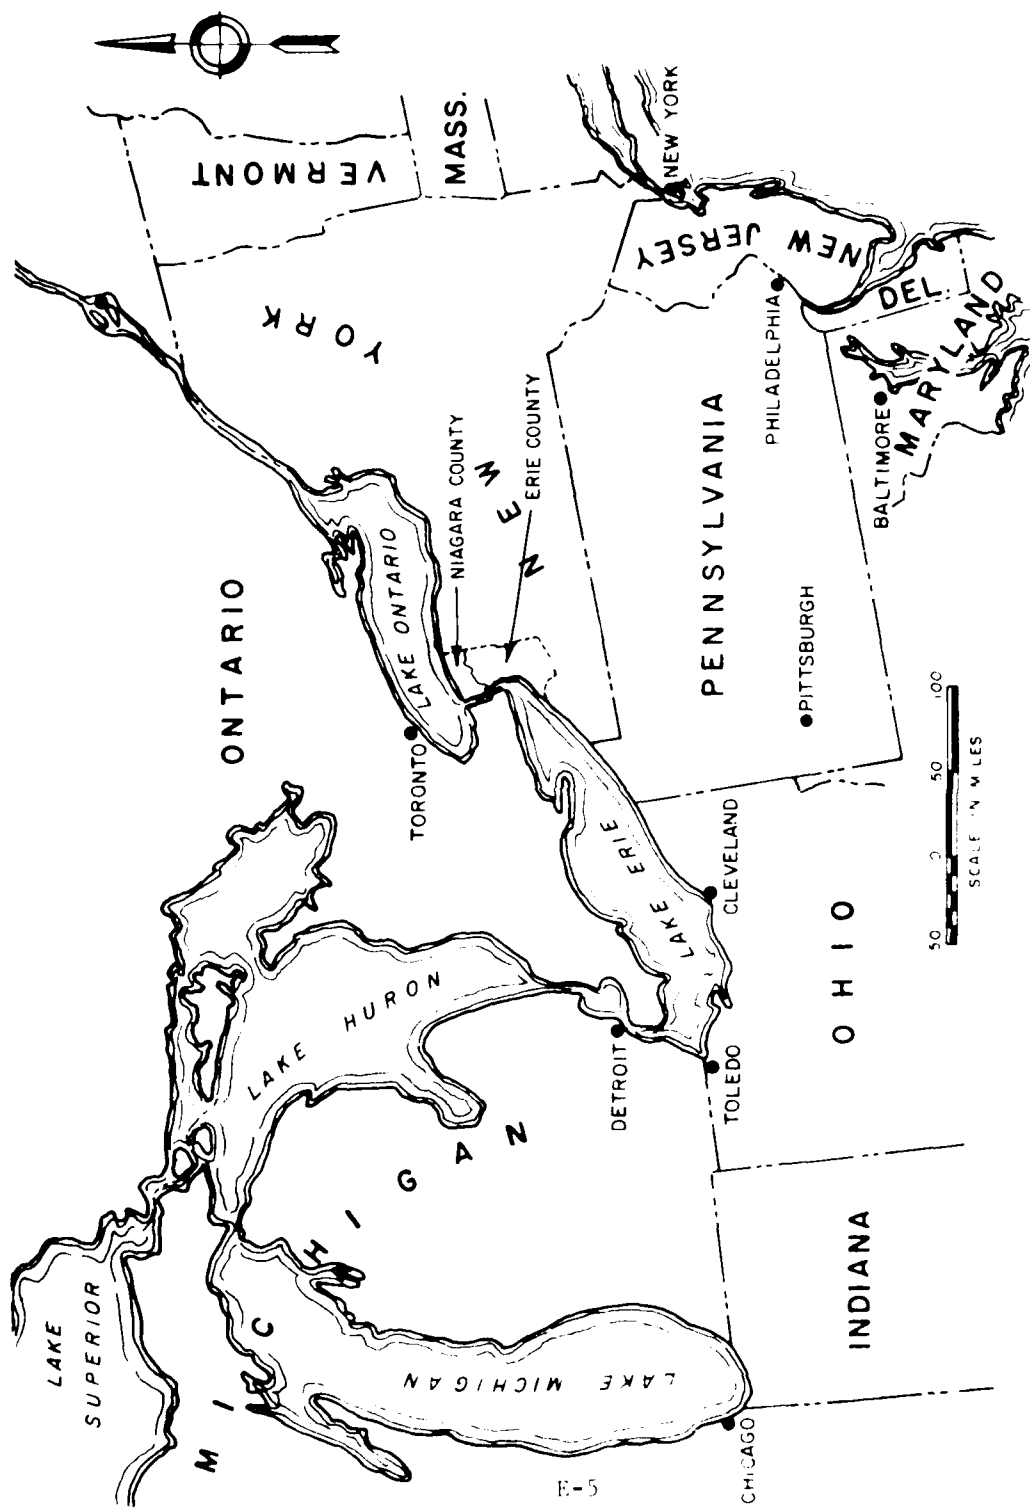 LAKE
SUPERIOR
MICHIGAN
LAKE MICHIGAN
LAKE HURON
ONTARIO
TORONTO
LAKE ONTARIO
NIAGARA COUNTY
ERIE COUNTY
NEW YORK
VERMONT
MASS.
LAKE ERIE
DETROIT
TOLEDO
CLEVELAND
CHICAGO
INDIANA
OHIO
PENNSYLVANIA
PITTSBURGH
PHILADELPHIA
NEW JERSEY
NEW YORK
DEL.
BALTIMORE
MARYLAND
50 0 50 100
SCALE IN MILES
E-5